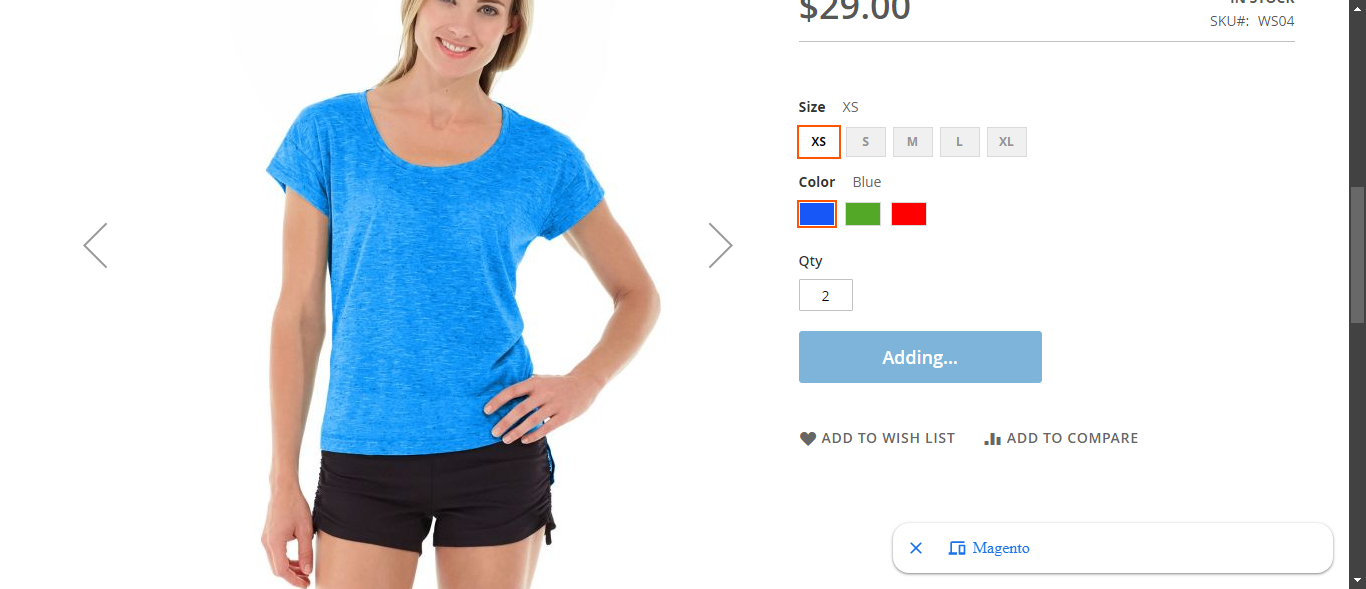 $29.00
IN STOCK
SKU#: WS04
Size XS
XS S M L XL
Color Blue
Qty
2
Adding...
ADD TO WISH LIST ADD TO COMPARE
Magento